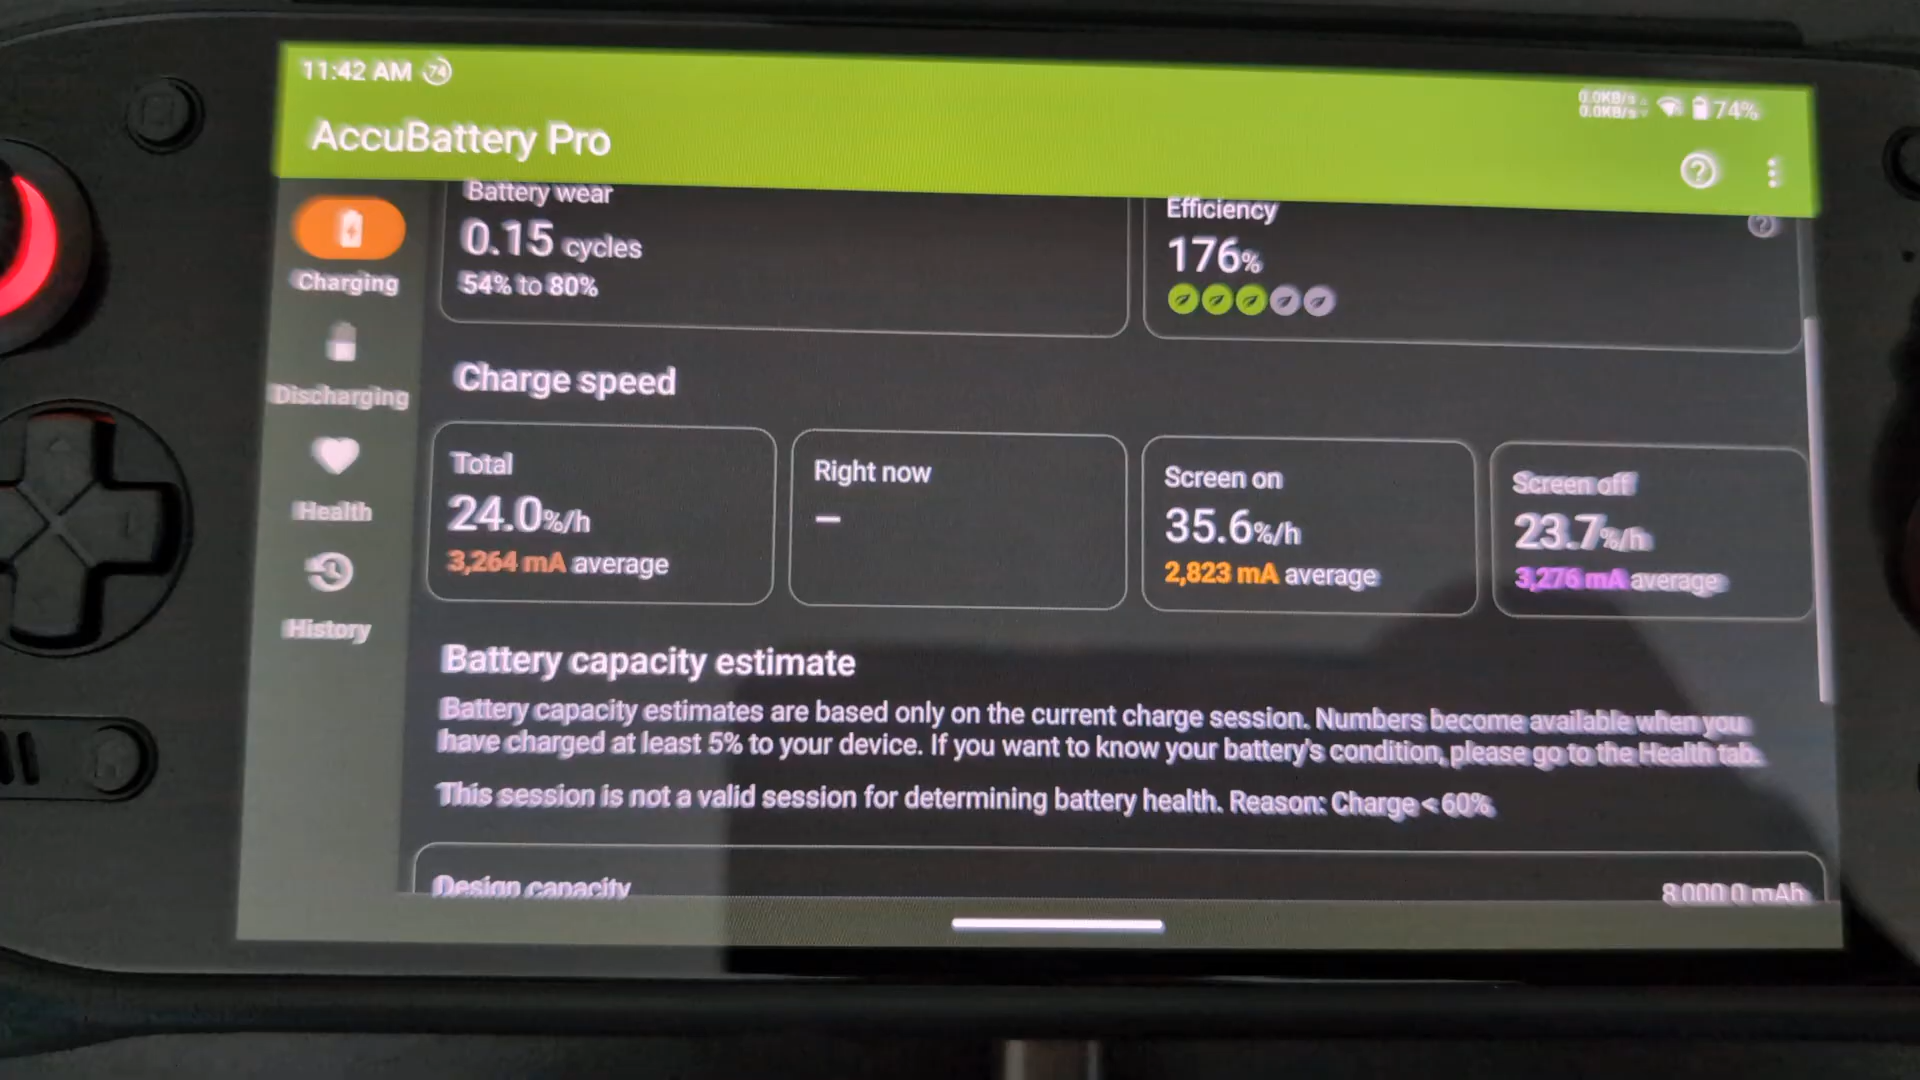 11:42 AM 74
0.0KB/s
0.0KB/s
74%
AccuBattery Pro
?
Battery wear
0.15 cycles
54% to 80%
Efficiency
?
176%
Charging
Discharging
Health
History
Charge speed
Total
24.0%/h
3,264 mA average
Right now
–
Screen on
35.6%/h
2,823 mA average
Screen off
23.7%/h
3,276 mA average
Battery capacity estimate
Battery capacity estimates are based only on the current charge session. Numbers become available when you
have charged at least 5% to your device. If you want to know your battery's condition, please go to the Health tab.
This session is not a valid session for determining battery health. Reason: Charge < 60%
Design capacity
8,000.0 mAh